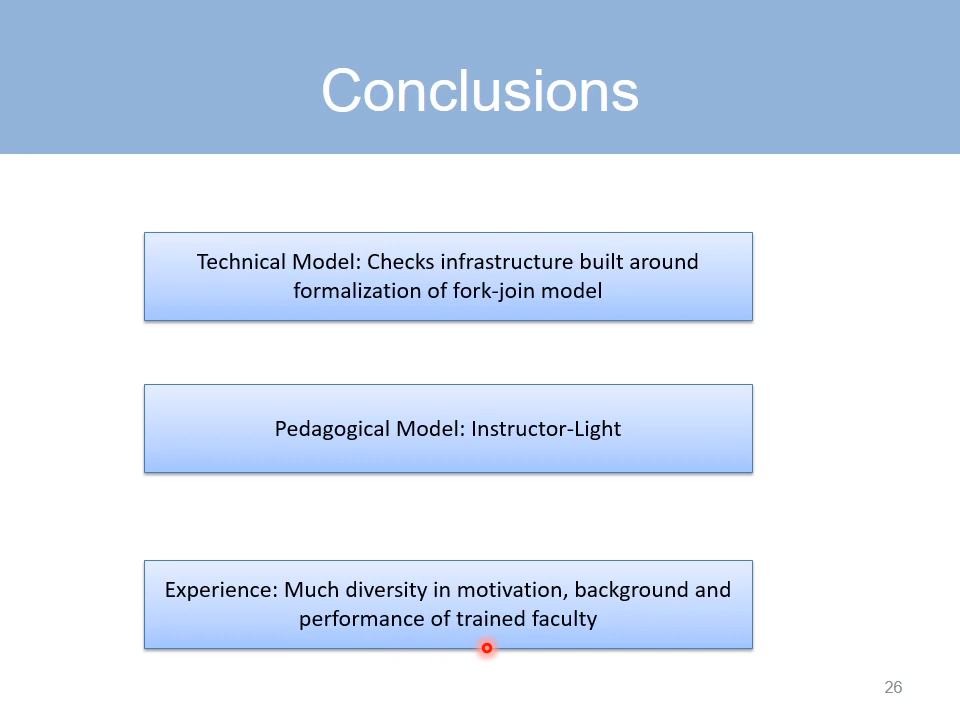 Conclusions
Technical Model: Checks infrastructure built around
formalization of fork-join model
Pedagogical Model: Instructor-Light
Experience: Much diversity in motivation, background and
performance of trained faculty
26